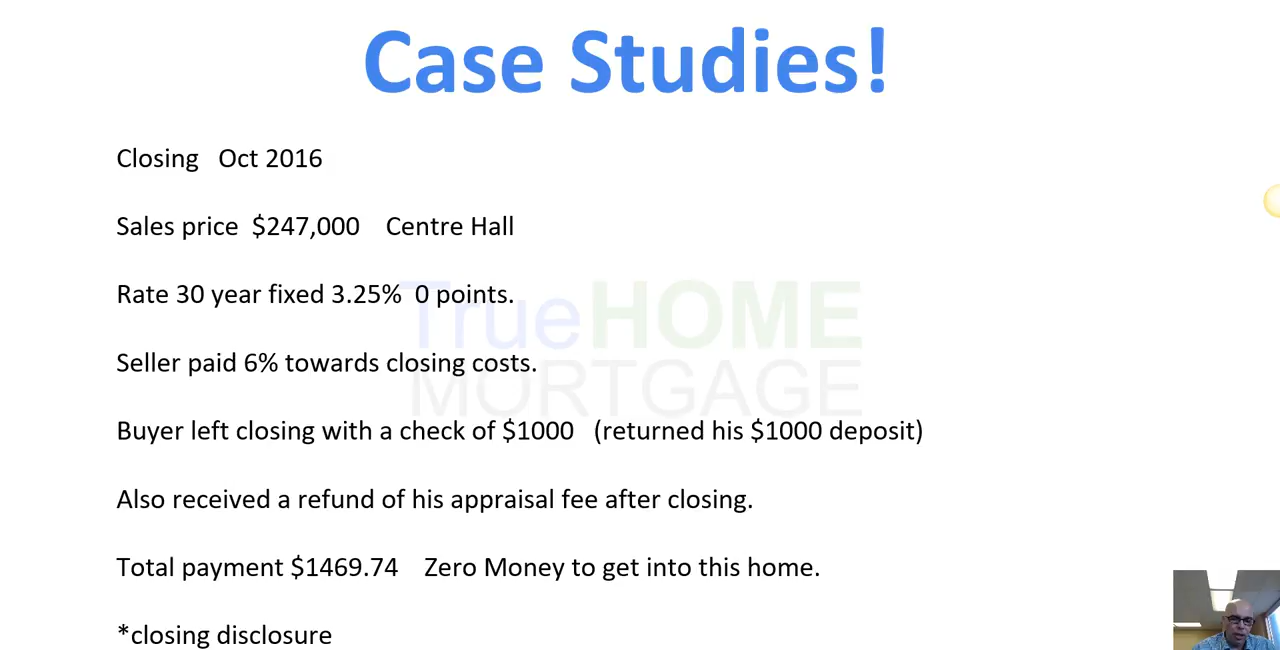 Case Studies!
Closing Oct 2016
Sales price $247,000 Centre Hall
Rate 30 year fixed 3.25% 0 points.
TrueHOME
MORTGAGE
Seller paid 6% towards closing costs.
Buyer left closing with a check of $1000 (returned his $1000 deposit)
Also received a refund of his appraisal fee after closing.
Total payment $1469.74 Zero Money to get into this home.
*closing disclosure